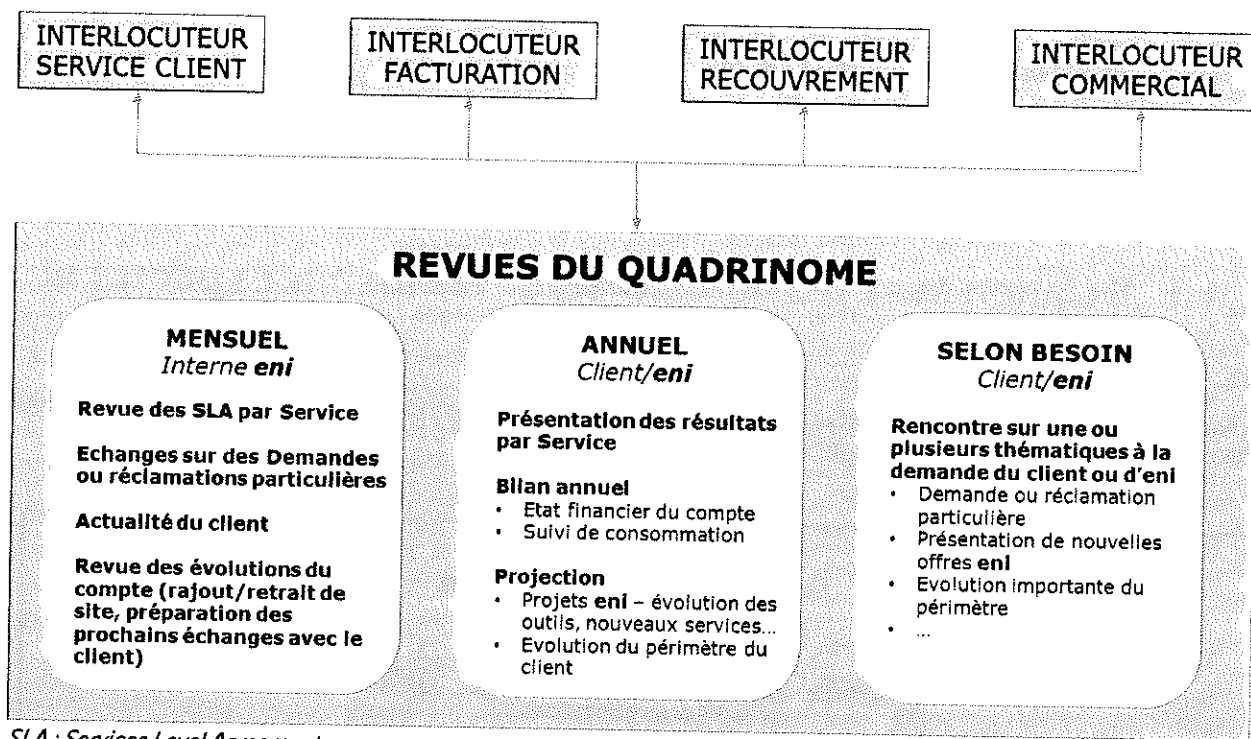 INTERLOCUTEUR
SERVICE CLIENT
INTERLOCUTEUR
FACTURATION
INTERLOCUTEUR
RECOUVREMENT
INTERLOCUTEUR
COMMERCIAL
REVUES DU QUADRINOME
MENSUEL
Interne eni
Revue des SLA par Service
Echanges sur des Demandes
ou réclamations particulières
Actualité du client
Revue des évolutions du
compte (rajout/retrait de
site, préparation des
prochains échanges avec le
client)
ANNUEL
Client/eni
Présentation des résultats
par Service
Bilan annuel
• Etat financier du compte
• Suivi de consommation
Projection
• Projets eni – évolution des
outils, nouveaux services...
• Evolution du périmètre du
client
SELON BESOIN
Client/eni
Rencontre sur une ou
plusieurs thématiques à la
demande du client ou d'eni
• Demande ou réclamation
particulière
• Présentation de nouvelles
offres eni
• Evolution importante du
périmètre
• ...
SLA : Services Level